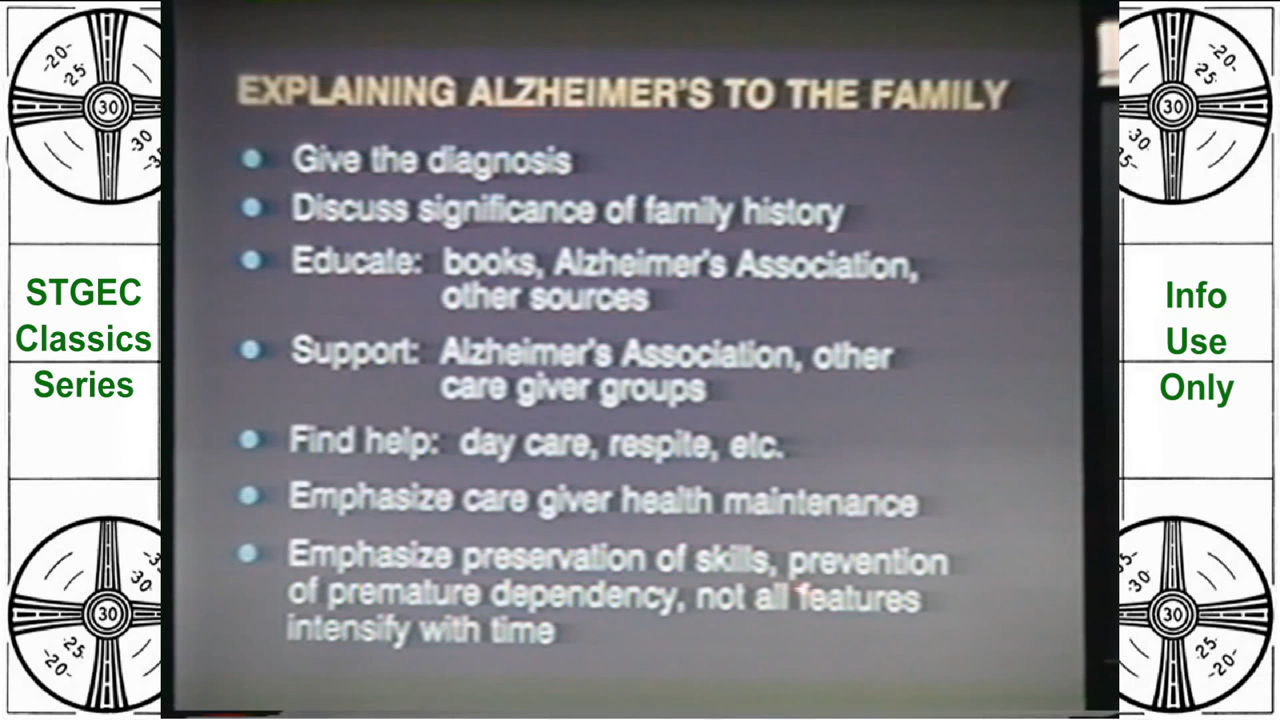 EXPLAINING ALZHEIMER'S TO THE FAMILY
Give the diagnosis
Discuss significance of family history
Educate: books, Alzheimer's Association,
other sources
Support: Alzheimer's Association, other
care giver groups
Find help: day care, respite, etc.
Emphasize care giver health maintenance
Emphasize preservation of skills, prevention
of premature dependency, not all features
intensify with time
STGEC
Classics
Series
Info
Use
Only
-20-
-25
30
-30
-20-
-25-
30
-30
25-
-30
30
-25
-20-
-35
-30
30
-25-
-20-